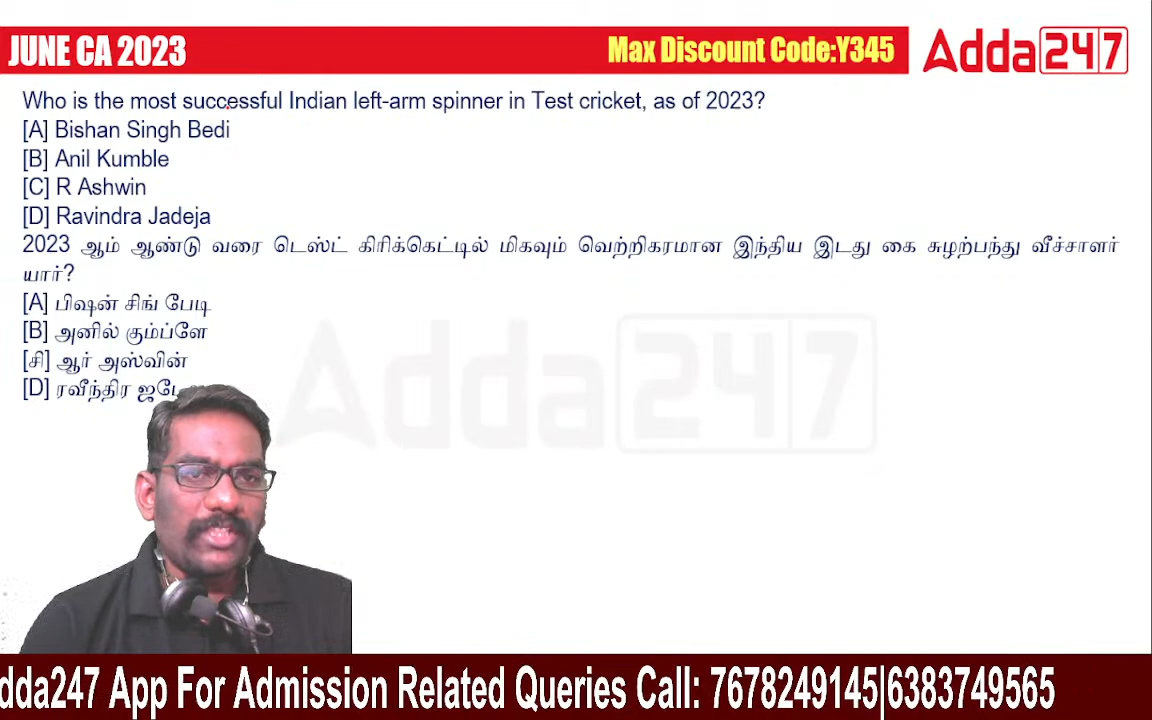 JUNE CA 2023
Max Discount Code:Y345
Adda247
Who is the most successful Indian left-arm spinner in Test cricket, as of 2023?
[A] Bishan Singh Bedi
[B] Anil Kumble
[C] R Ashwin
[D] Ravindra Jadeja
2023 ஆம் ஆண்டு வரை டெஸ்ட் கிரிக்கெட்டில் மிகவும் வெற்றிகரமான இந்திய இடது கை சுழற்பந்து வீச்சாளர்
யார்?
[A] பிஷன் சிங் பேடி
[B] அனில் கும்ப்ளே
[சி] ஆர் அஸ்வின்
[D] ரவீந்திர
Adda247
dda247 App For Admission Related Queries Call: 7678249145|6383749565